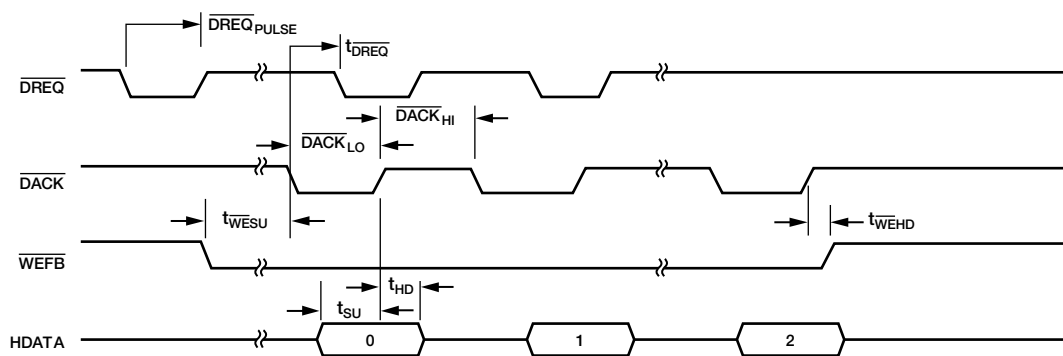 DREQPULSE
tDREQ
DREQ
DACKHI
DACKLO
DACK
tWESU
tWEHD
WEFB
tHD
tSU
HDATA
0
1
2